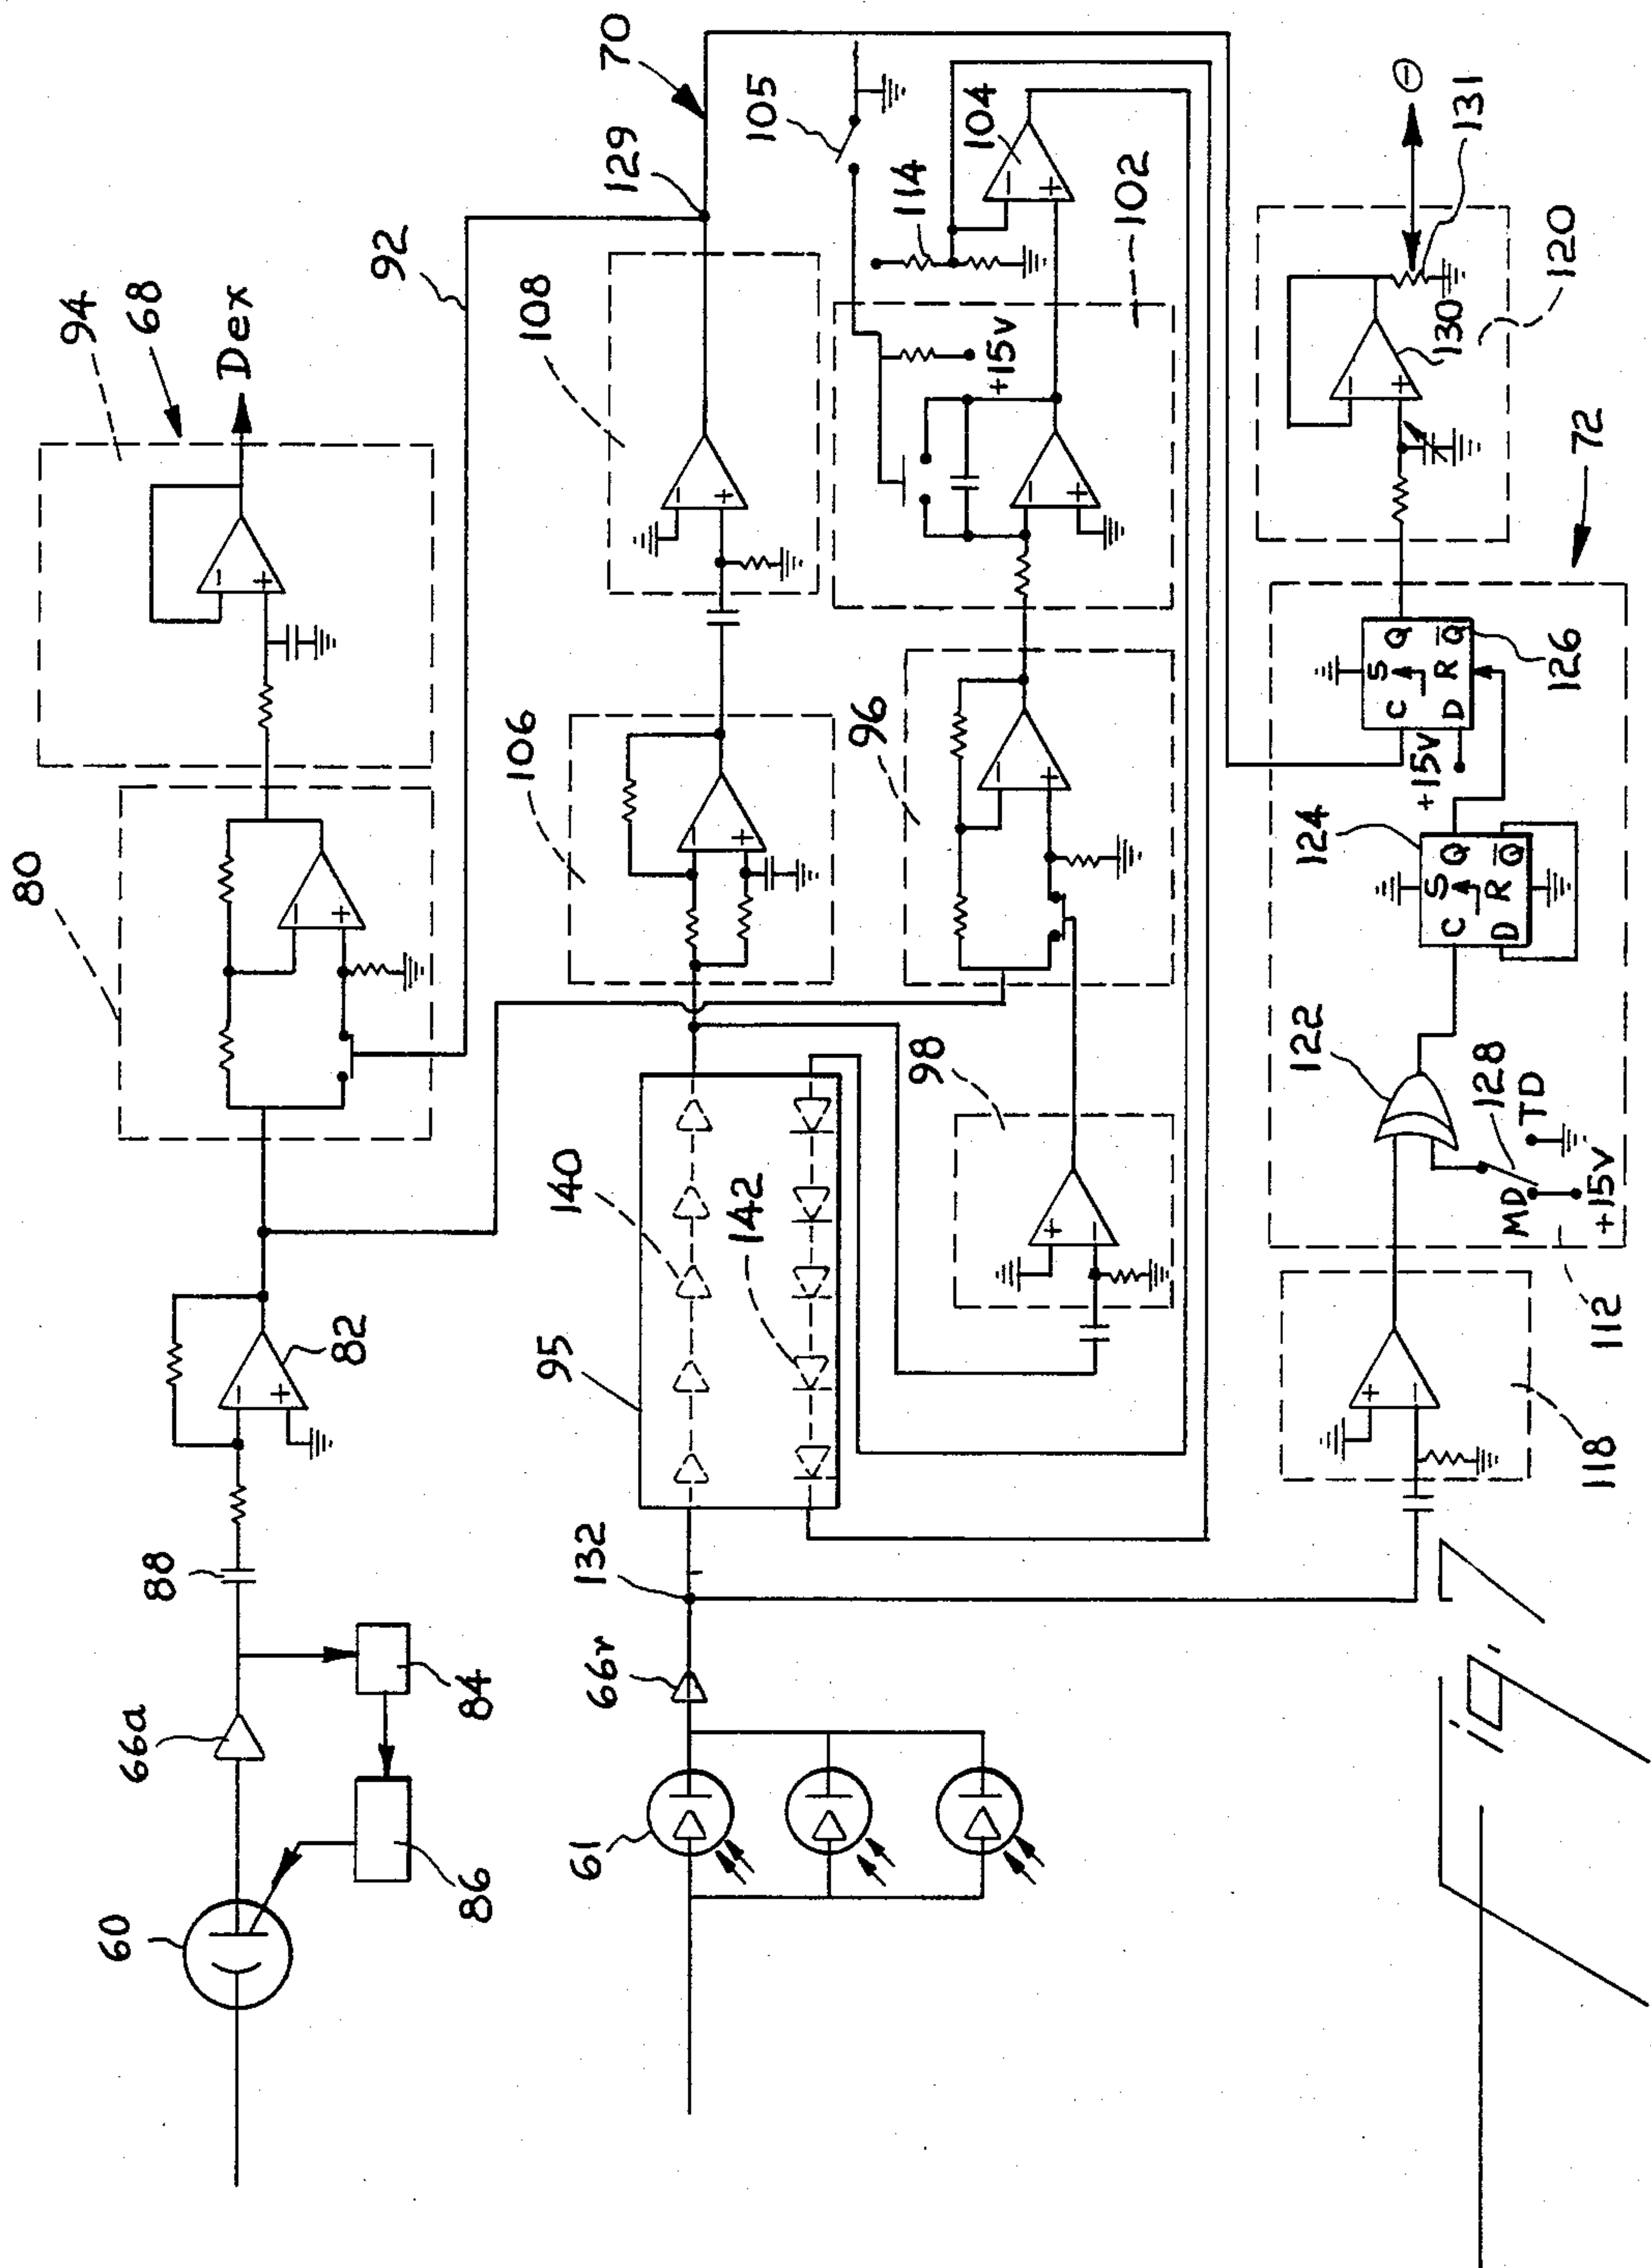 94
68
Dex
80
92
82
88
66a
84
86
60
70
129
108
106
105
114
104
102
+15v
96
98
95
140
142
132
66r
61
120
131
130
Θ
72
126
S Q
C
R Q̄
D
+15v
124
S Q
C
R Q̄
D
122
128
TD
MD
+15v
112
118
− + − + − + − + − + − + − + − + − + − + + − + −
Fig. 7